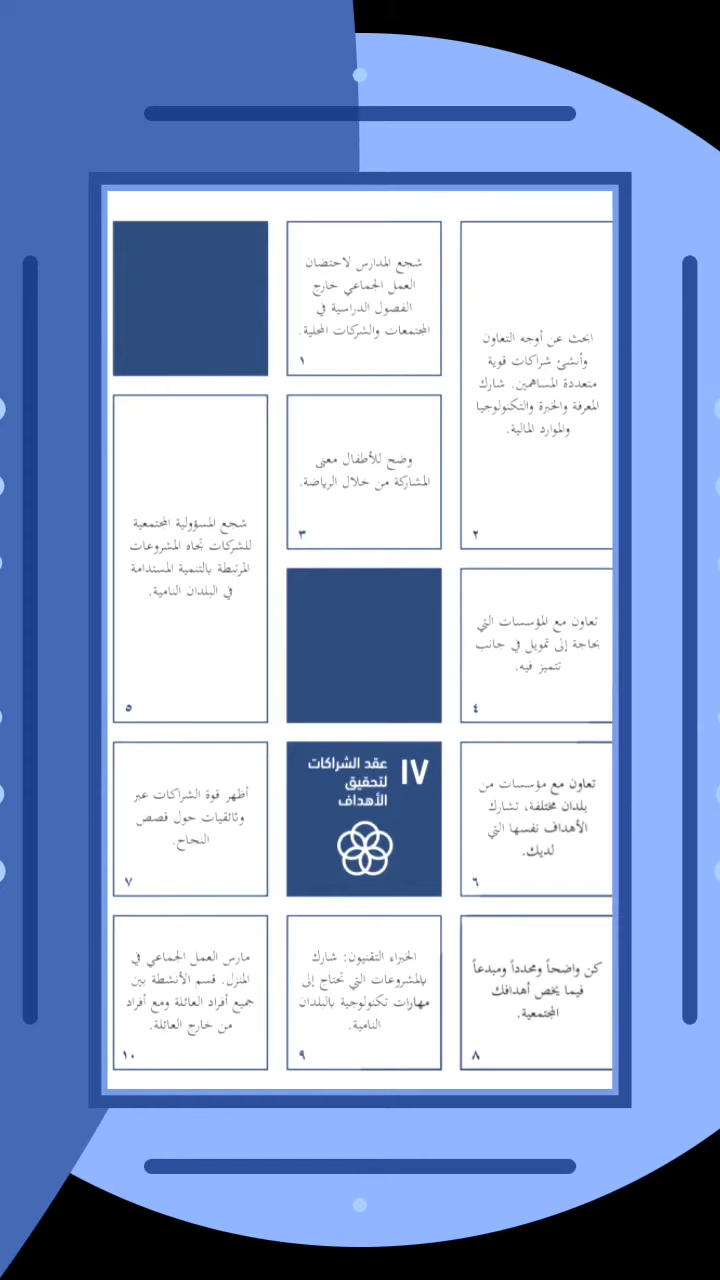 شجع المدارس لاحتضان
العمل الجماعي خارج
الفصول الدراسية في
المجتمعات والشركات المحلية.
١
ابحث عن أوجه التعاون
وأنشئ شراكات قوية
متعددة المساهمين. شارك
المعرفة والخبرة والتكنولوجيا
والموارد المالية.
٢
وضح للأطفال معنى
المشاركة من خلال الرياضة.
٣
تعاون مع المؤسسات التي
بحاجة إلى تمويل في جانب
تتميز فيه.
٤
شجع المسؤولية المجتمعية
للشركات تجاه المشروعات
المرتبطة بالتنمية المستدامة
في البلدان النامية.
٥
تعاون مع مؤسسات من
بلدان مختلفة، تشارك
الأهداف نفسها التي
لديك.
٦
١٧ عقد الشراكات
لتحقيق
الأهداف
أظهر قوة الشراكات عبر
وثائقيات حول قصص
النجاح.
٧
كن واضحاً ومحدداً ومبدعاً
فيما يخص أهدافك
المجتمعية.
٨
الخبراء التقنيون: شارك
بالمشروعات التي تحتاج إلى
مهارات تكنولوجية بالبلدان
النامية.
٩
مارس العمل الجماعي في
المنزل. قسم الأنشطة بين
جميع أفراد العائلة ومع أفراد
من خارج العائلة.
١٠